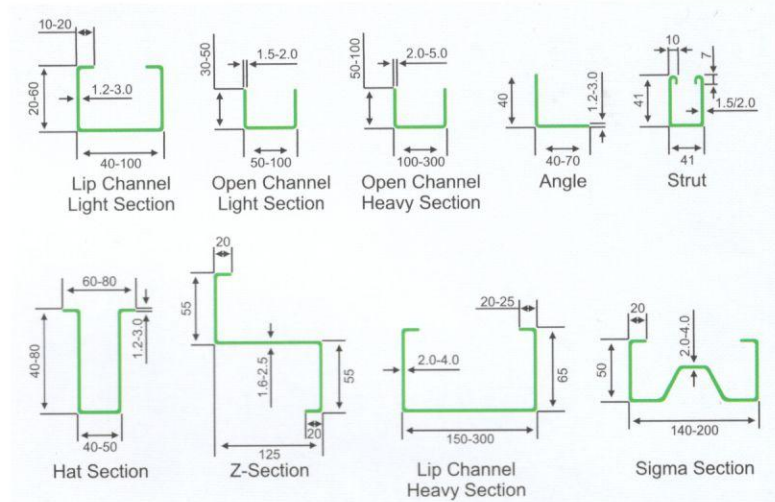 10-20
20-60
1.2-3.0
40-100
Lip Channel
Light Section
30-50
1.5-2.0
50-100
Open Channel
Light Section
50-100
2.0-5.0
100-300
Open Channel
Heavy Section
40
1.2-3.0
40-70
Angle
10
7
41
1.5/2.0
41
Strut
60-80
40-80
1.2-3.0
40-50
Hat Section
20
55
1.6-2.5
55
20
125
Z-Section
20-25
2.0-4.0
65
150-300
Lip Channel
Heavy Section
20
2.0-4.0
50
140-200
Sigma Section